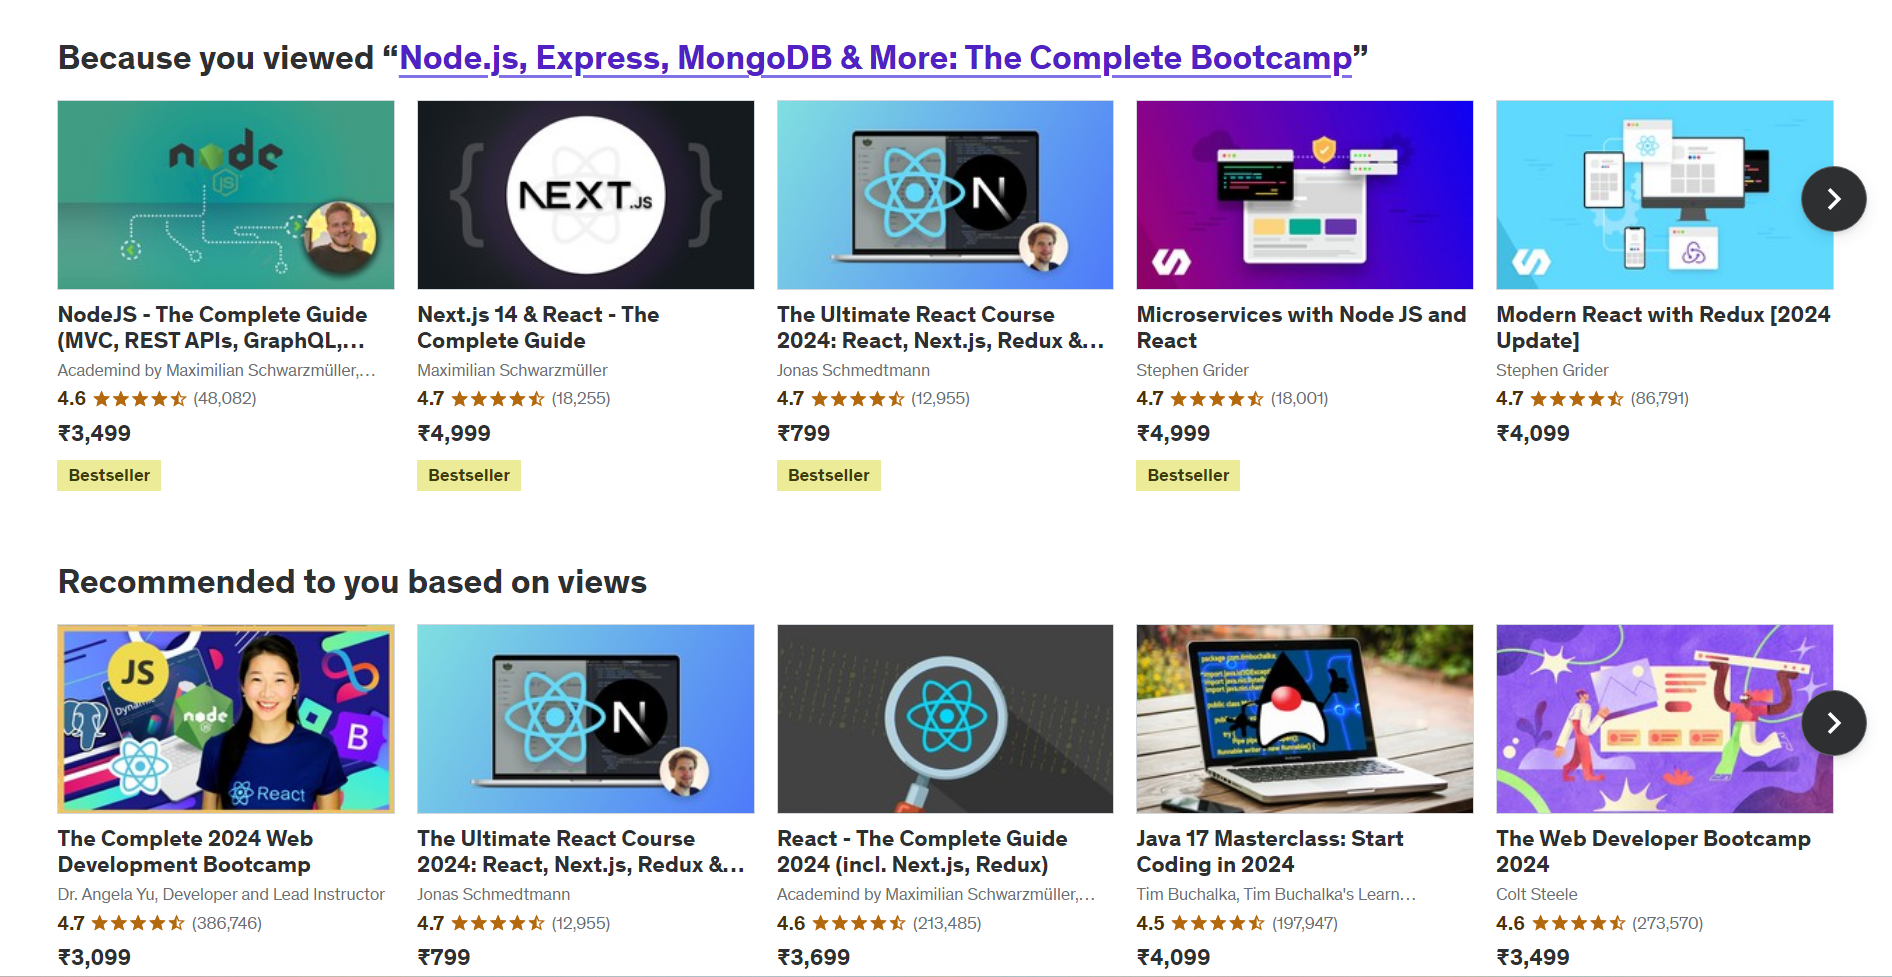 Because you viewed “Node.js, Express, MongoDB & More: The Complete Bootcamp”
node
JS
NEXT.JS
N
NodeJS - The Complete Guide
(MVC, REST APIs, GraphQL,...
Academind by Maximilian Schwarzmüller,...
4.6 (48,082)
₹3,499
Bestseller
Next.js 14 & React - The
Complete Guide
Maximilian Schwarzmüller
4.7 (18,255)
₹4,999
Bestseller
The Ultimate React Course
2024: React, Next.js, Redux &...
Jonas Schmedtmann
4.7 (12,955)
₹799
Bestseller
Microservices with Node JS and
React
Stephen Grider
4.7 (18,001)
₹4,999
Bestseller
Modern React with Redux [2024
Update]
Stephen Grider
4.7 (86,791)
₹4,099
Recommended to you based on views
JS
node
B
React
N
The Complete 2024 Web
Development Bootcamp
Dr. Angela Yu, Developer and Lead Instructor
4.7 (386,746)
₹3,099
The Ultimate React Course
2024: React, Next.js, Redux &...
Jonas Schmedtmann
4.7 (12,955)
₹799
React - The Complete Guide
2024 (incl. Next.js, Redux)
Academind by Maximilian Schwarzmüller,...
4.6 (213,485)
₹3,699
package com.timbuchalka
Java 17 Masterclass: Start
Coding in 2024
Tim Buchalka, Tim Buchalka's Learn...
4.5 (197,947)
₹4,099
The Web Developer Bootcamp
2024
Colt Steele
4.6 (273,570)
₹3,499